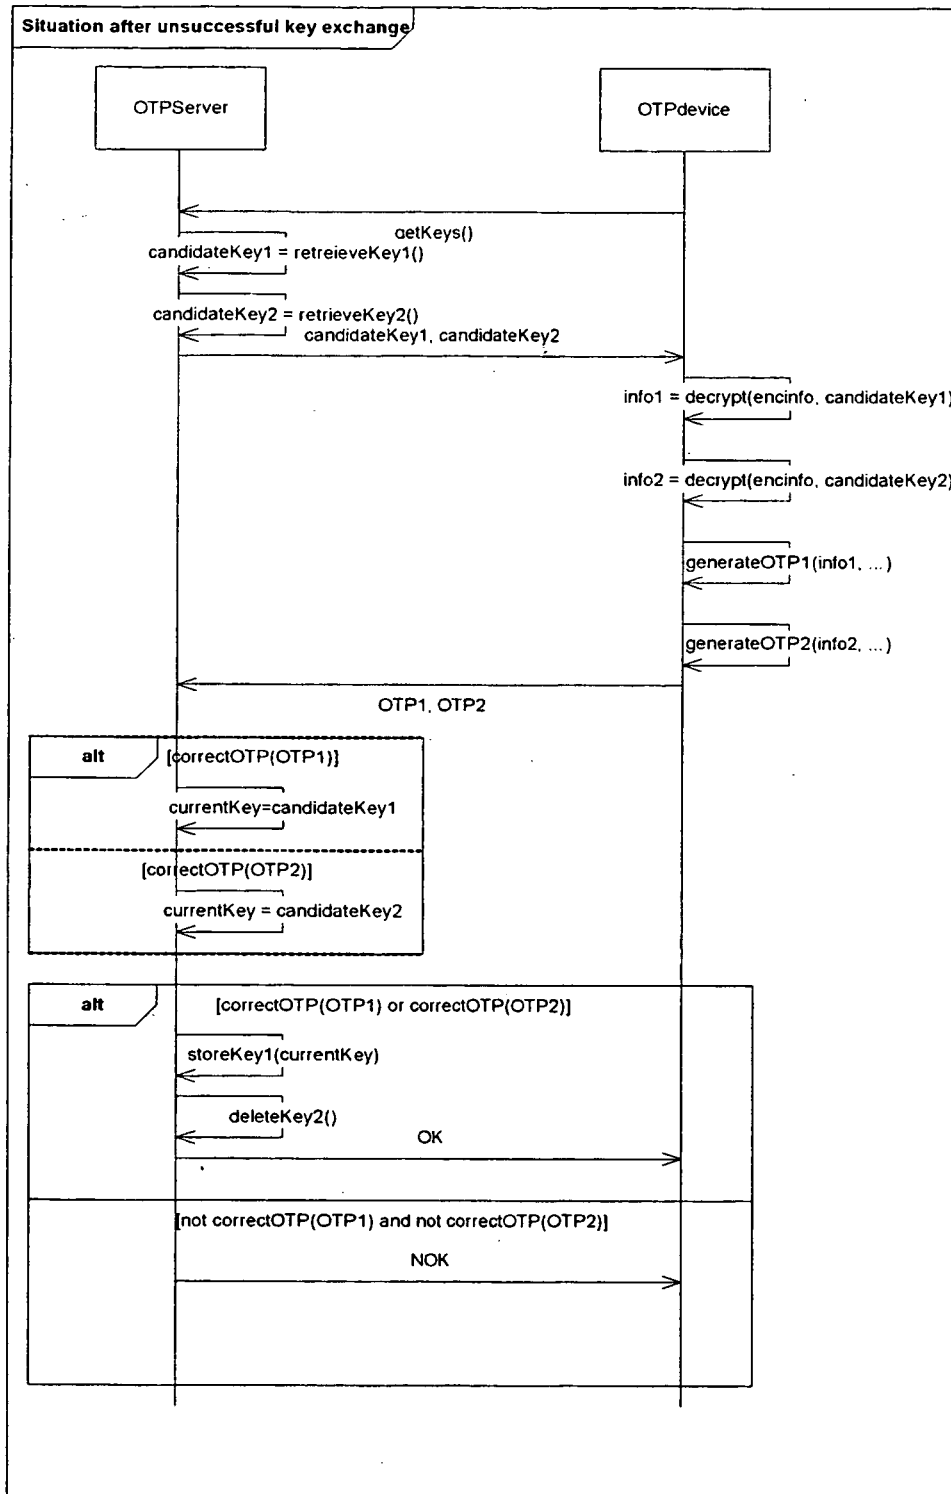 Situation after unsuccessful key exchange
OTPServer
OTPdevice
getKeys()
candidateKey1 = retreieveKey1()
candidateKey2 = retrieveKey2()
candidateKey1, candidateKey2
info1 = decrypt(encinfo, candidateKey1)
info2 = decrypt(encinfo, candidateKey2)
generateOTP1(info1, ...)
generateOTP2(info2, ...)
OTP1, OTP2
alt [correctOTP(OTP1)]
currentKey=candidateKey1
[correctOTP(OTP2)]
currentKey = candidateKey2
alt [correctOTP(OTP1) or correctOTP(OTP2)]
storeKey1(currentKey)
deleteKey2()
OK
[not correctOTP(OTP1) and not correctOTP(OTP2)]
NOK